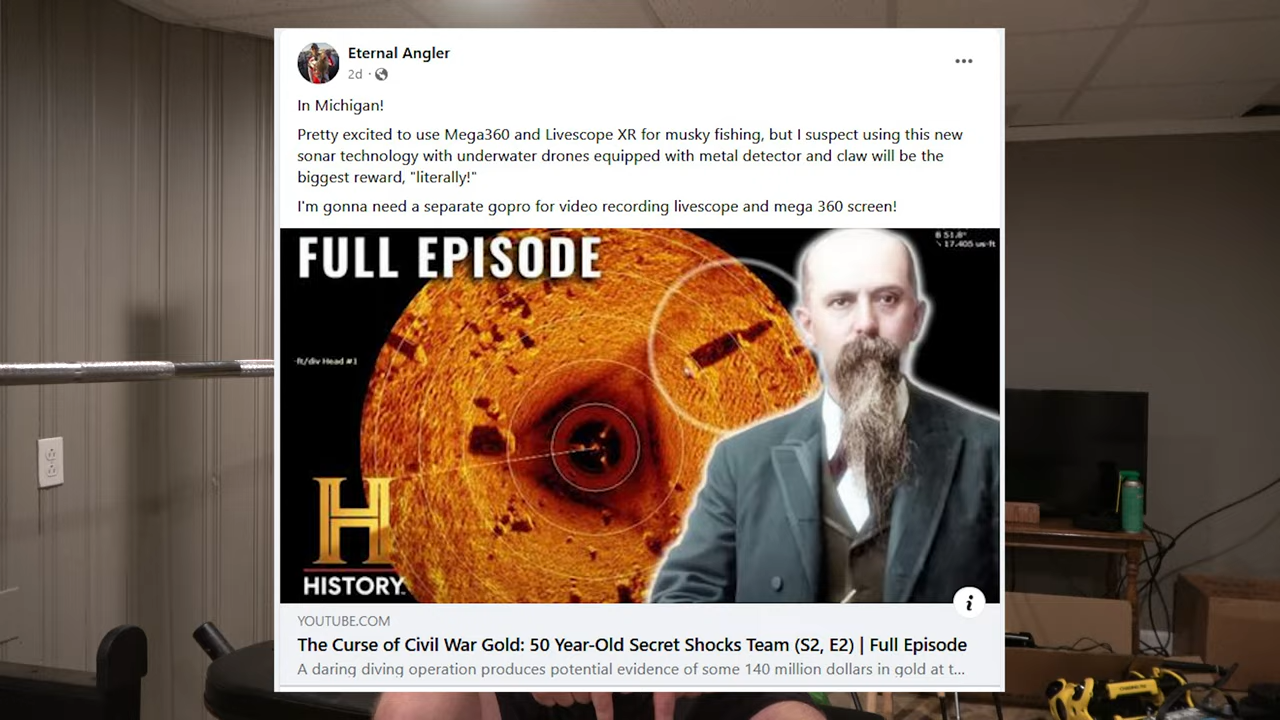 Eternal Angler
2d
In Michigan!
Pretty excited to use Mega360 and Livescope XR for musky fishing, but I suspect using this new
sonar technology with underwater drones equipped with metal detector and claw will be the
biggest reward, "literally!"
I'm gonna need a separate gopro for video recording livescope and mega 360 screen!
FULL EPISODE
ft/div Head #1
H
HISTORY
YOUTUBE.COM
The Curse of Civil War Gold: 50 Year-Old Secret Shocks Team (S2, E2) | Full Episode
A daring diving operation produces potential evidence of some 140 million dollars in gold at t...